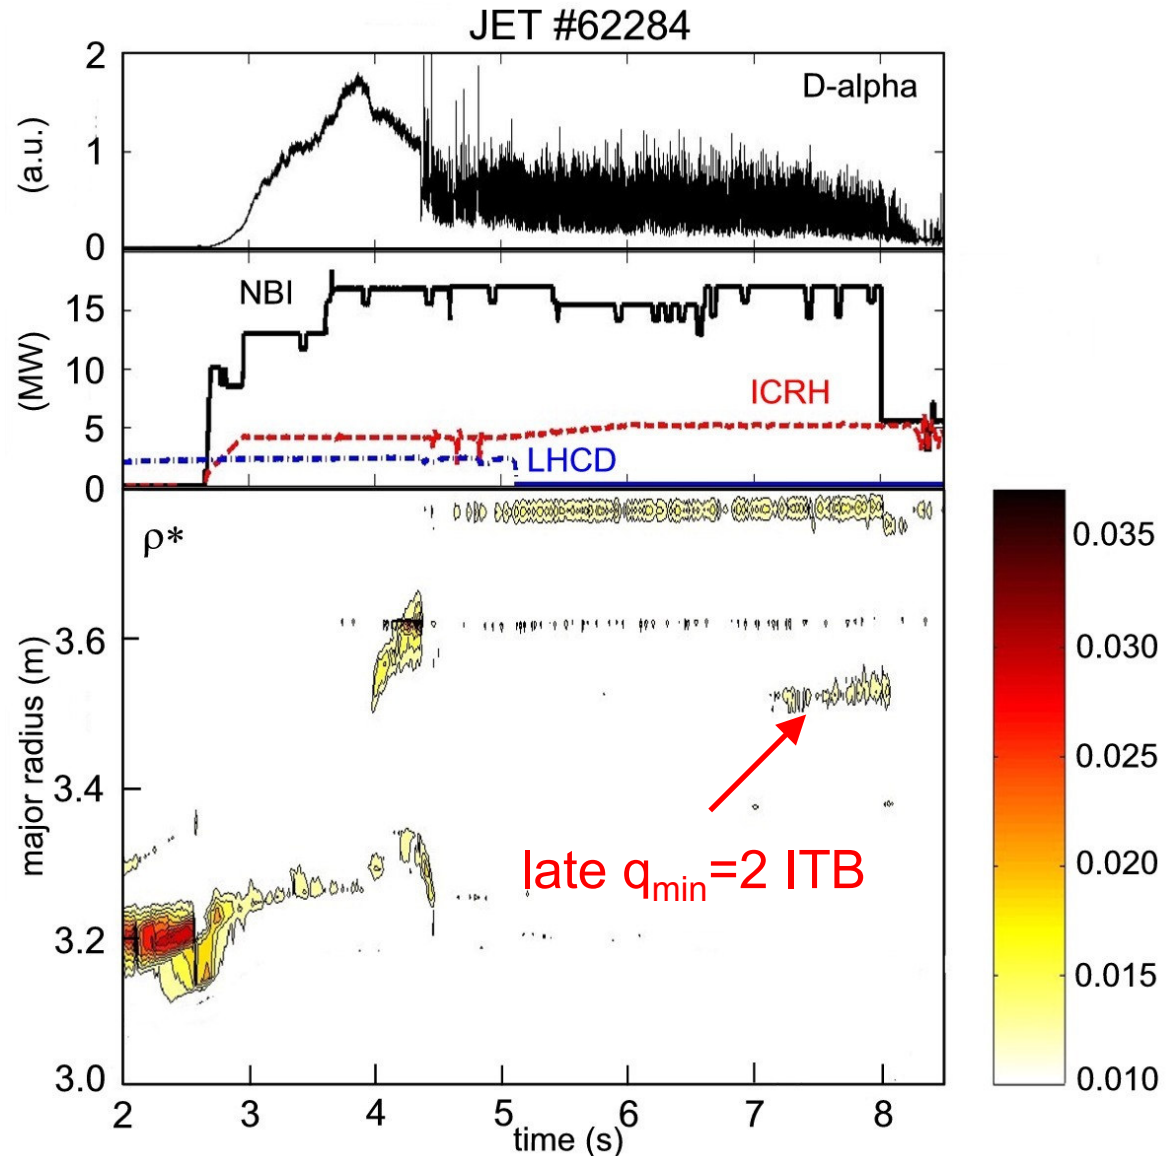 JET #62284
2
D-alpha
(a.u.)
1
0
NBI
15
(MW)
10
ICRH
5
LHCD
0
ρ*
0.035
3.6
0.030
major radius (m)
0.025
3.4
late qmin=2 ITB
0.020
3.2
0.015
3.0
0.010
2 3 4 5 6 7 8
time (s)